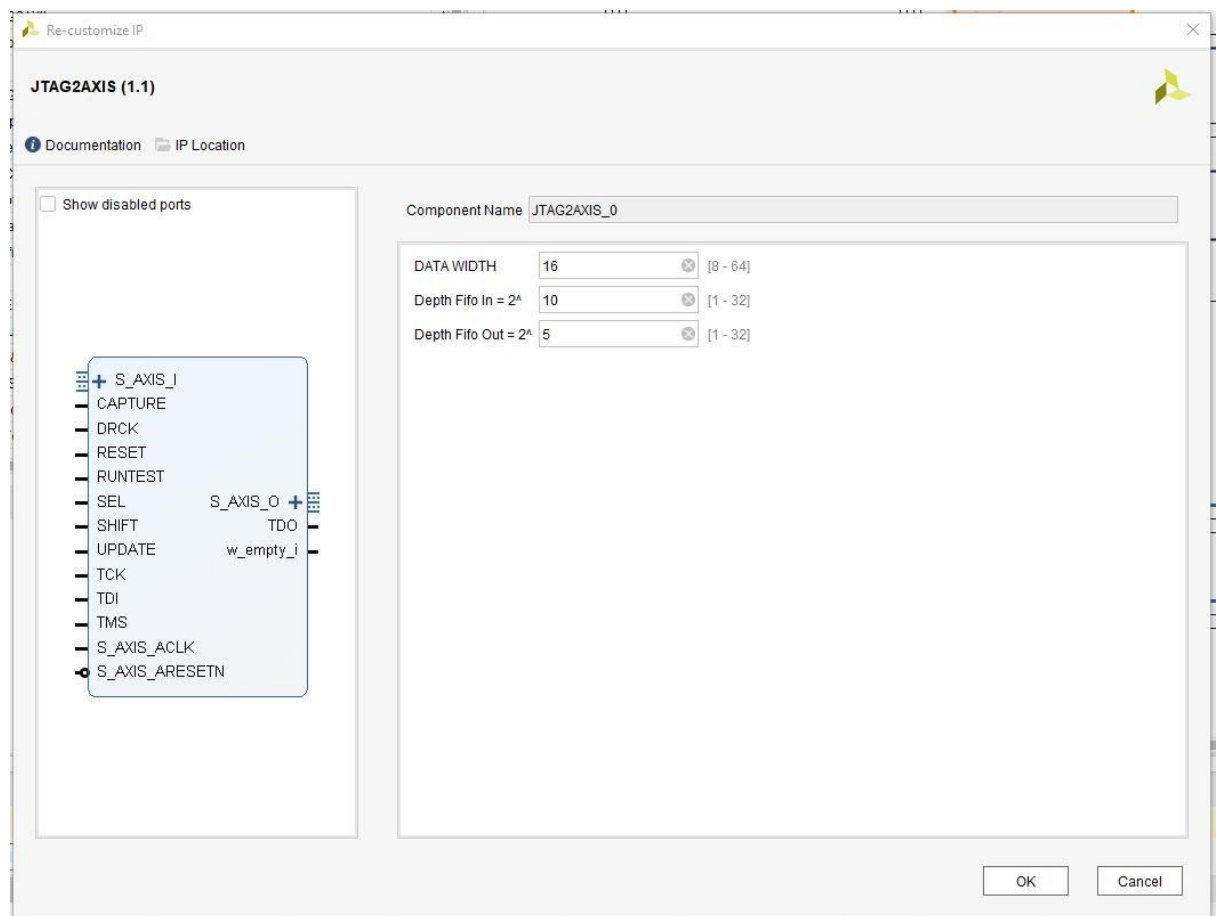 Re-customize IP
JTAG2AXIS (1.1)
Documentation IP Location
Show disabled ports
S_AXIS_I
CAPTURE
DRCK
RESET
RUNTEST
SEL S_AXIS_O
SHIFT TDO
UPDATE w_empty_i
TCK
TDI
TMS
S_AXIS_ACLK
S_AXIS_ARESETN
Component Name JTAG2AXIS_0
DATA WIDTH 16 [8 - 64]
Depth Fifo In = 2^ 10 [1 - 32]
Depth Fifo Out = 2^ 5 [1 - 32]
OK Cancel